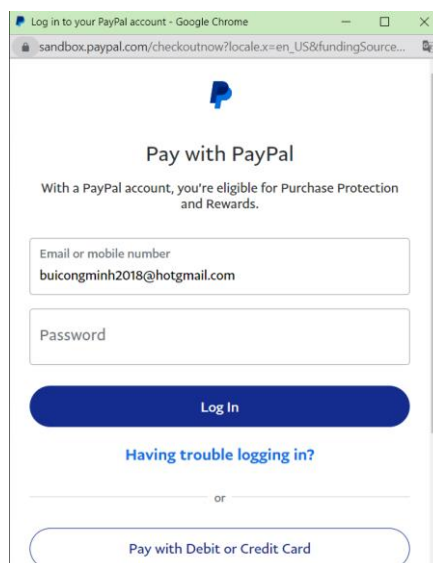 Log in to your PayPal account - Google Chrome
sandbox.paypal.com/checkoutnow?locale.x=en_US&fundingSource...
Pay with PayPal
With a PayPal account, you're eligible for Purchase Protection
and Rewards.
Email or mobile number
buicongminh2018@hotgmail.com
Password
Log In
Having trouble logging in?
or
Pay with Debit or Credit Card